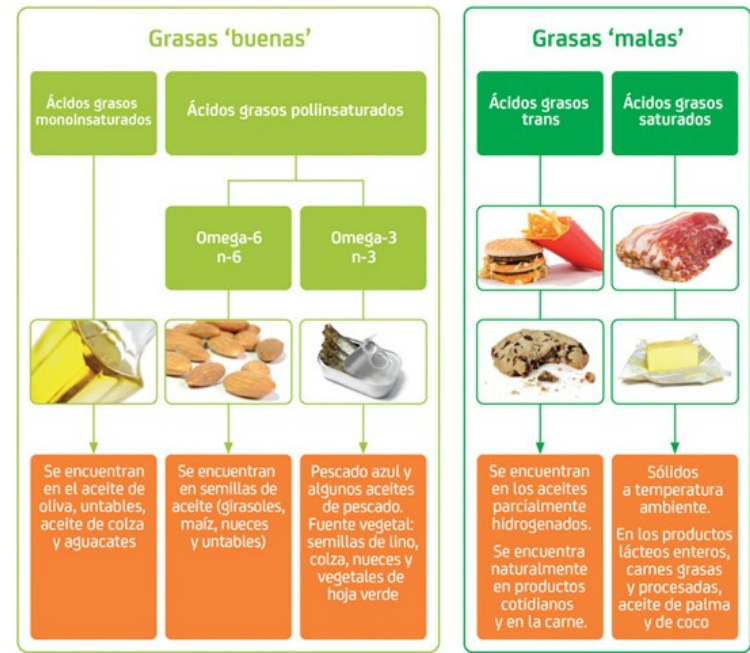 Grasas ‘buenas’
Ácidos grasos
monoinsaturados
Ácidos grasos poliinsaturados
Omega-6
n-6
Omega-3
n-3
Se encuentran
en el aceite de
oliva, untables,
aceite de colza
y aguacates
Se encuentran
en semillas de
aceite (girasoles,
maíz, nueces
y untables)
Pescado azul y
algunos aceites
de pescado.
Fuente vegetal:
semillas de lino,
colza, nueces y
vegetales de
hoja verde
Grasas ‘malas’
Ácidos grasos
trans
Ácidos grasos
saturados
Se encuentran
en los aceites
parcialmente
hidrogenados.
Se encuentra
naturalmente
en productos
cotidianos
y en la carne.
Sólidos
a temperatura
ambiente.
En los productos
lácteos enteros,
carnes grasas
y procesadas,
aceite de palma
y de coco